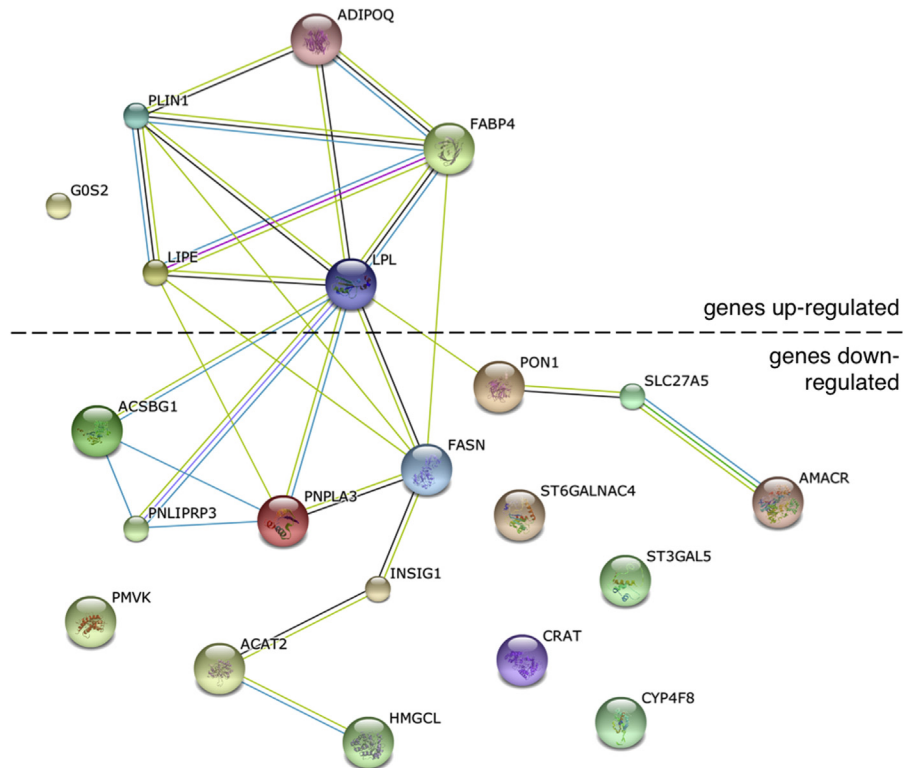 ADIPOQ
PLIN1
FABP4
G0S2
LIPE
LPL
genes up-regulated
genes down-
regulated
PON1
SLC27A5
ACSBG1
FASN
AMACR
PNPLA3
ST6GALNAC4
PNLIPRP3
ST3GAL5
INSIG1
PMVK
CRAT
ACAT2
CYP4F8
HMGCL